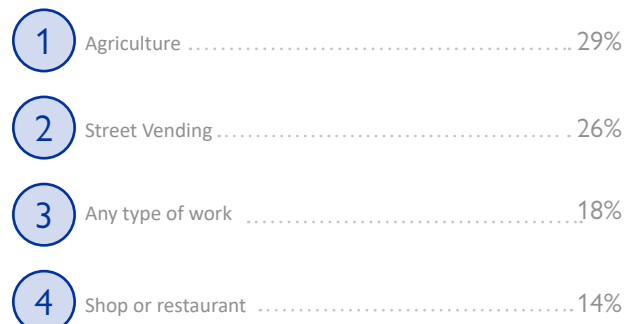 1 Agriculture 29%
2 Street Vending 26%
3 Any type of work 18%
4 Shop or restaurant 14%